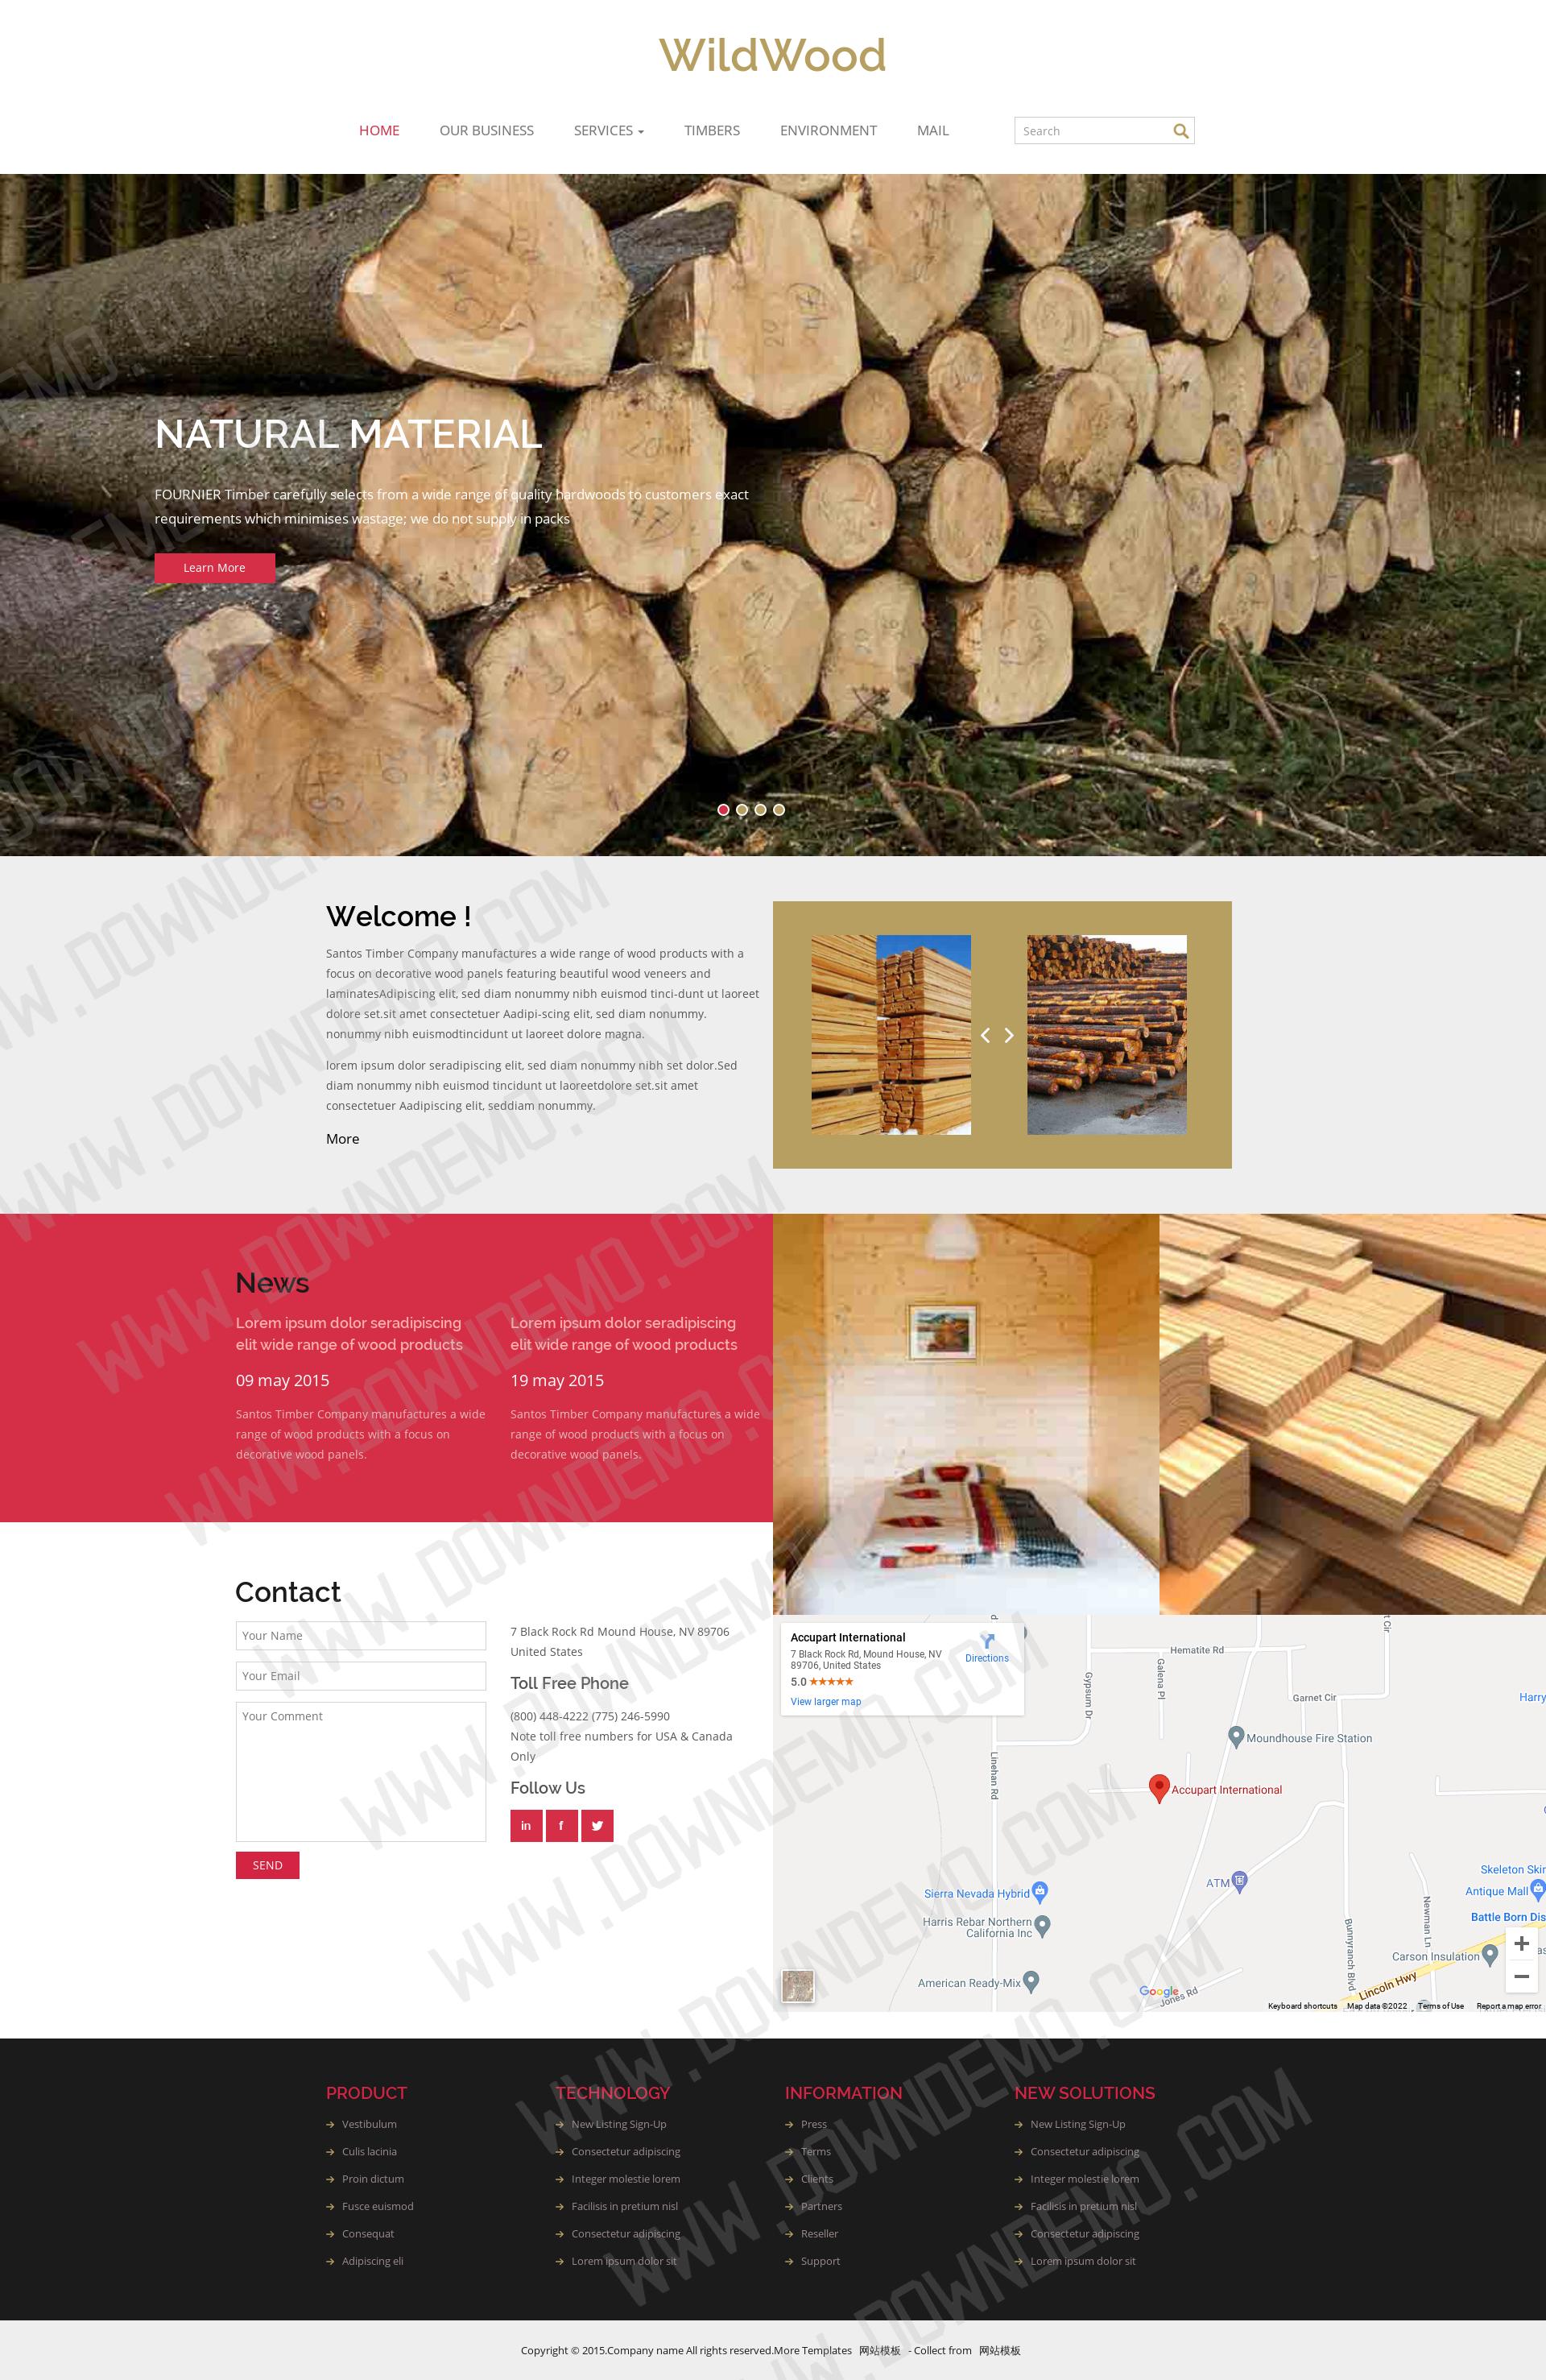 WildWood
HOME
OUR BUSINESS
SERVICES
TIMBERS
ENVIRONMENT
MAIL
Search
NATURAL MATERIAL
FOURNIER Timber carefully selects from a wide range of quality hardwoods to customers exact
requirements which minimises wastage; we do not supply in packs
Learn More
Welcome !
Santos Timber Company manufactures a wide range of wood products with a
focus on decorative wood panels featuring beautiful wood veneers and
laminatesAdipiscing elit, sed diam nonummy nibh euismod tinci-dunt ut laoreet
dolore set.sit amet consectetuer Aadipi-scing elit, sed diam nonummy.
nonummy nibh euismodtincidunt ut laoreet dolore magna.
lorem ipsum dolor seradipiscing elit, sed diam nonummy nibh set dolor.Sed
diam nonummy nibh euismod tincidunt ut laoreetdolore set.sit amet
consectetuer Aadipiscing elit, seddiam nonummy.
More
News
Lorem ipsum dolor seradipiscing
elit wide range of wood products
09 may 2015
Santos Timber Company manufactures a wide
range of wood products with a focus on
decorative wood panels.
Lorem ipsum dolor seradipiscing
elit wide range of wood products
19 may 2015
Santos Timber Company manufactures a wide
range of wood products with a focus on
decorative wood panels.
Contact
Your Name
Your Email
Your Comment
SEND
7 Black Rock Rd Mound House, NV 89706
United States
Toll Free Phone
(800) 448-4222 (775) 246-5990
Note toll free numbers for USA & Canada
Only
Follow Us
in
f
Accupart International
7 Black Rock Rd, Mound House, NV
89706, United States
5.0 ★★★★★
View larger map
Directions
Hematite Rd
Galena Pl
Gypsum Dr
Garnet Cir
Harry
Moundhouse Fire Station
Linehan Rd
Accupart International
Skeleton Skin
ATM
Antique Mall
Sierra Nevada Hybrid
Battle Born Dis
Harris Rebar Northern
California Inc
Newman Ln
Bunnyranch Blvd
Carson Insulation
American Ready-Mix
Lincoln Hwy
Jones Rd
Google
Keyboard shortcuts
Map data ©2022
Terms of Use
Report a map error
PRODUCT
Vestibulum
Culis lacinia
Proin dictum
Fusce euismod
Consequat
Adipiscing eli
TECHNOLOGY
New Listing Sign-Up
Consectetur adipiscing
Integer molestie lorem
Facilisis in pretium nisl
Consectetur adipiscing
Lorem ipsum dolor sit
INFORMATION
Press
Terms
Clients
Partners
Reseller
Support
NEW SOLUTIONS
New Listing Sign-Up
Consectetur adipiscing
Integer molestie lorem
Facilisis in pretium nisl
Consectetur adipiscing
Lorem ipsum dolor sit
Copyright © 2015.Company name All rights reserved.More Templates 网站模板 - Collect from 网站模板
WWW.DOWNDEMO.COM